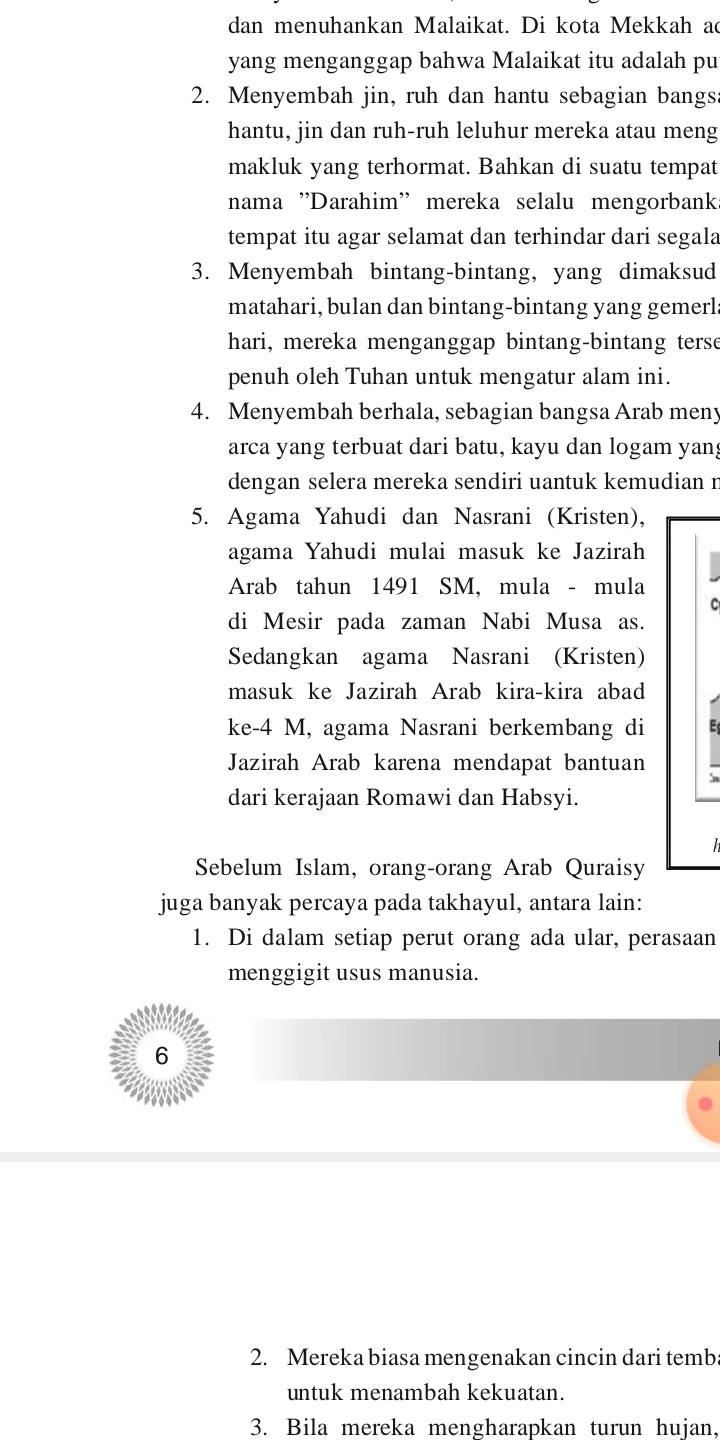 dan menuhankan Malaikat. Di kota Mekkah
yang menganggap bahwa Malaikat itu adalah
2. Menyembah jin, ruh dan hantu sebagian
hantu, jin dan ruh-ruh leluhur mereka atau
makluk yang terhormat. Bahkan di suatu tempat
nama ”Darahim” mereka selalu
tempat itu agar selamat dan terhindar dari segala
3. Menyembah bintang-bintang, yang dimaksud
matahari, bulan dan bintang-bintang yang
hari, mereka menganggap bintang-bintang
penuh oleh Tuhan untuk mengatur alam ini.
4. Menyembah berhala, sebagian bangsa Arab
arca yang terbuat dari batu, kayu dan logam yang
dengan selera mereka sendiri uantuk kemudian
5. Agama Yahudi dan Nasrani (Kristen),
agama Yahudi mulai masuk ke Jazirah
Arab tahun 1491 SM, mula - mula
di Mesir pada zaman Nabi Musa as.
Sedangkan agama Nasrani (Kristen)
masuk ke Jazirah Arab kira-kira abad
ke-4 M, agama Nasrani berkembang di
Jazirah Arab karena mendapat bantuan
dari kerajaan Romawi dan Habsyi.
Sebelum Islam, orang-orang Arab Quraisy
juga banyak percaya pada takhayul, antara lain:
1. Di dalam setiap perut orang ada ular, perasaan
menggigit usus manusia.
6
2. Mereka biasa mengenakan cincin dari
untuk menambah kekuatan.
3. Bila mereka mengharapkan turun hujan,